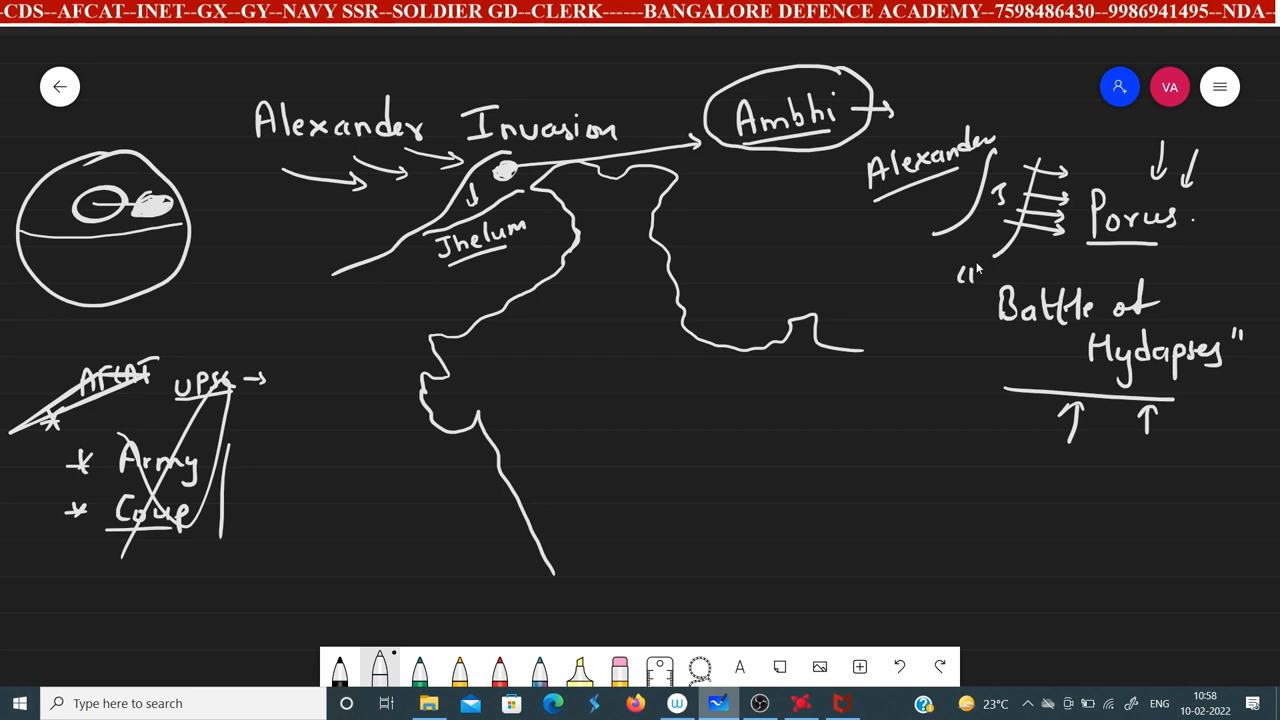 -CDS--AFCAT--INET--GX--GY--NAVY SSR--SOLDIER GD--CLERK------BANGALORE DEFENCE ACADEMY--7598486430--9986941495--NDA-
VA
Alexander Invasion
Ambhi
Alexander
Porus.
Jhelum
"Battle of
Hydapses"
AFCAT UPSC
* Army
* Coup
A
Type here to search
23°C
ENG
10:58
10-02-2022